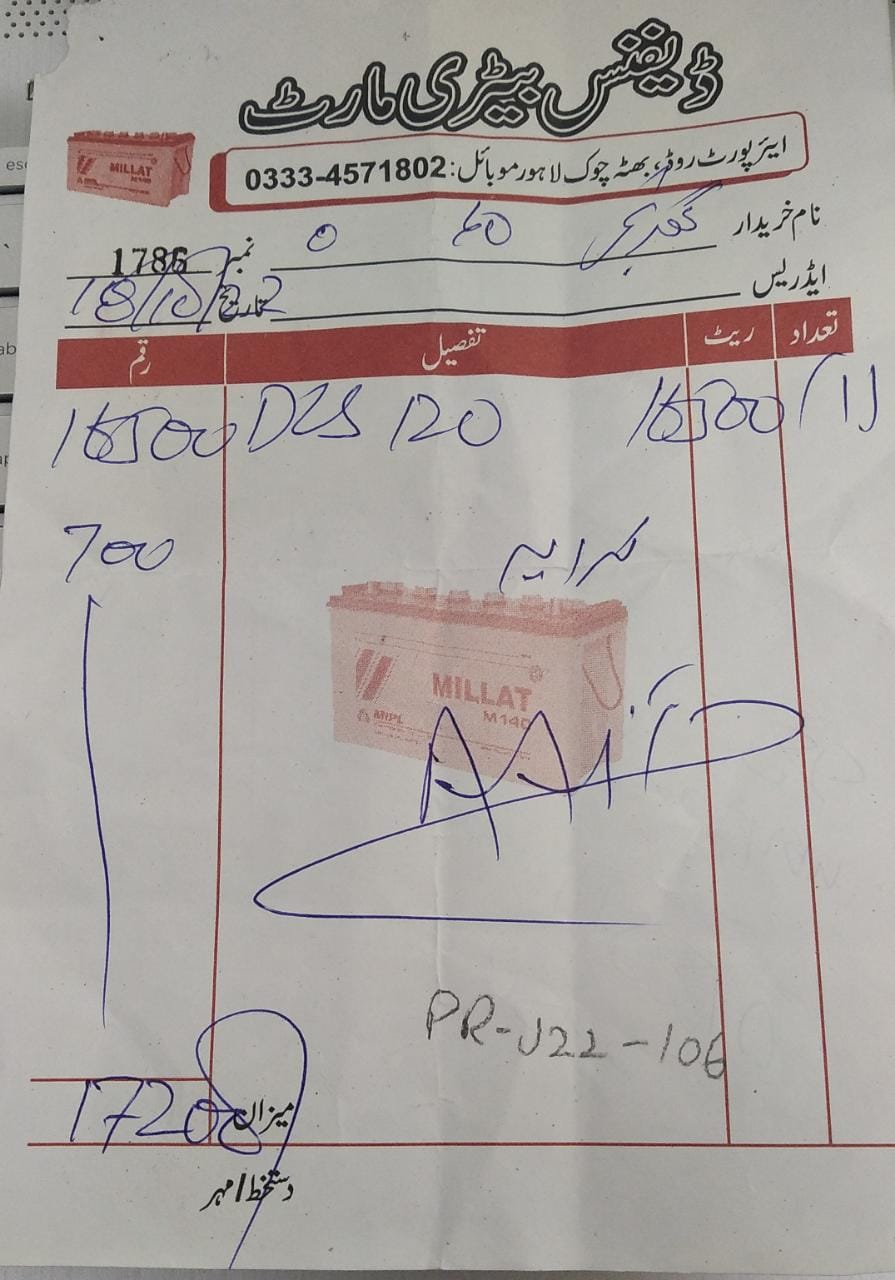 ڈیفنس بیٹری مارٹ
ایئرپورٹ روڈ، بھٹہ چوک لاہور موبائل: 0333-4571802
MILLAT
نام خریدار
نمبر 1786
ایڈریس
تاریخ 18/10/22
تعداد ریٹ تفصیل رقم
(1) 16500 DLS 120 16500
کرایہ 700
MILLAT
M140
MIPL
PR-J22-106
میزان 17200
دستخط/مہر